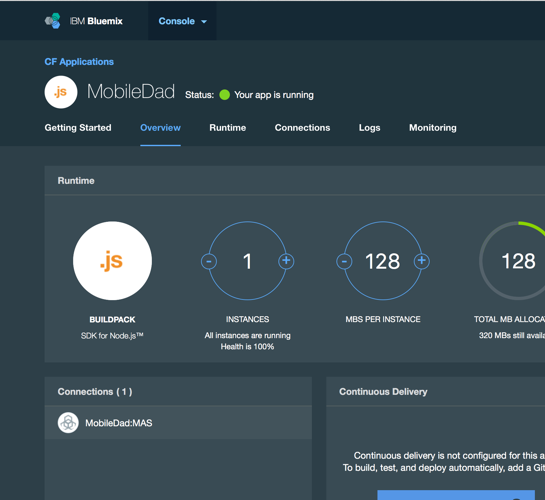 IBM Bluemix Console
CF Applications
.js MobileDad Status: Your app is running
Getting Started Overview Runtime Connections Logs Monitoring
Runtime
.js - 1 + - 128 + 128
BUILDPACK INSTANCES MBS PER INSTANCE TOTAL MB ALLOCA
SDK for Node.js™ All instances are running 320 MBs still availa
Health is 100%
Connections ( 1 ) Continuous Delivery
MobileDad:MAS
Continuous delivery is not configured for this a
To build, test, and deploy automatically, add a Git